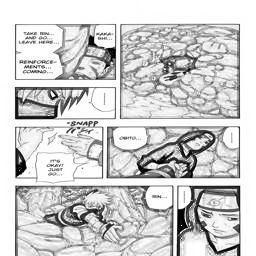 KAKA-
SHI...
TAKE RIN...
AND GO...
LEAVE HERE...
REINFORCE-
MENTS...
COMING...
!
!
*SNAPP
OBITO...
!
IT'S
OKAY!
JUST
GO...
RIN...